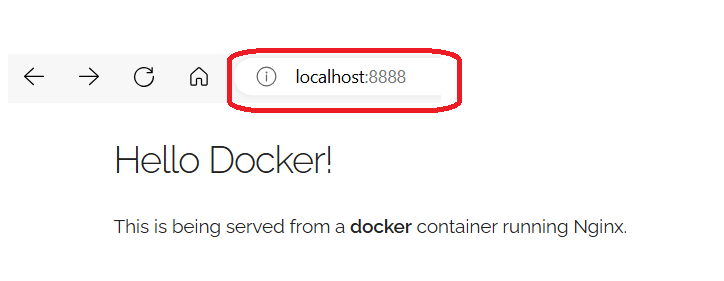 localhost:8888
Hello Docker!
This is being served from a docker container running Nginx.